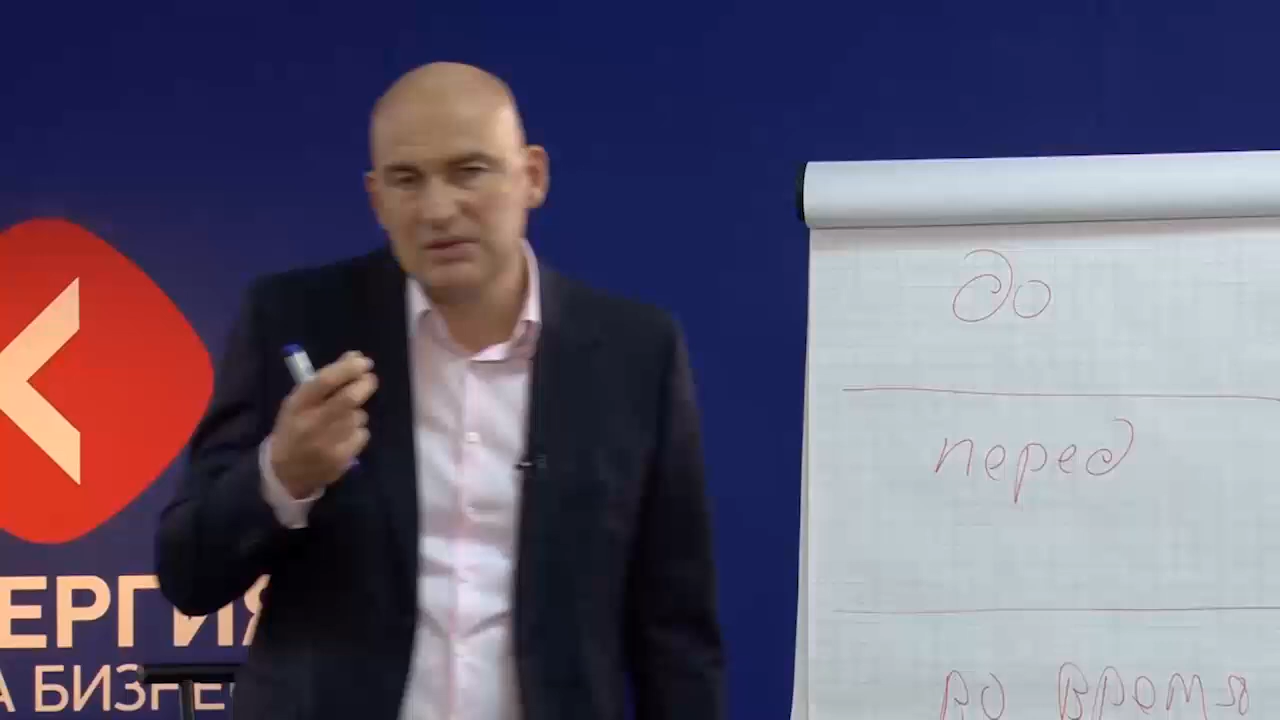 до
перед
во время
ЕРГИЯ
А БИЗНЕ